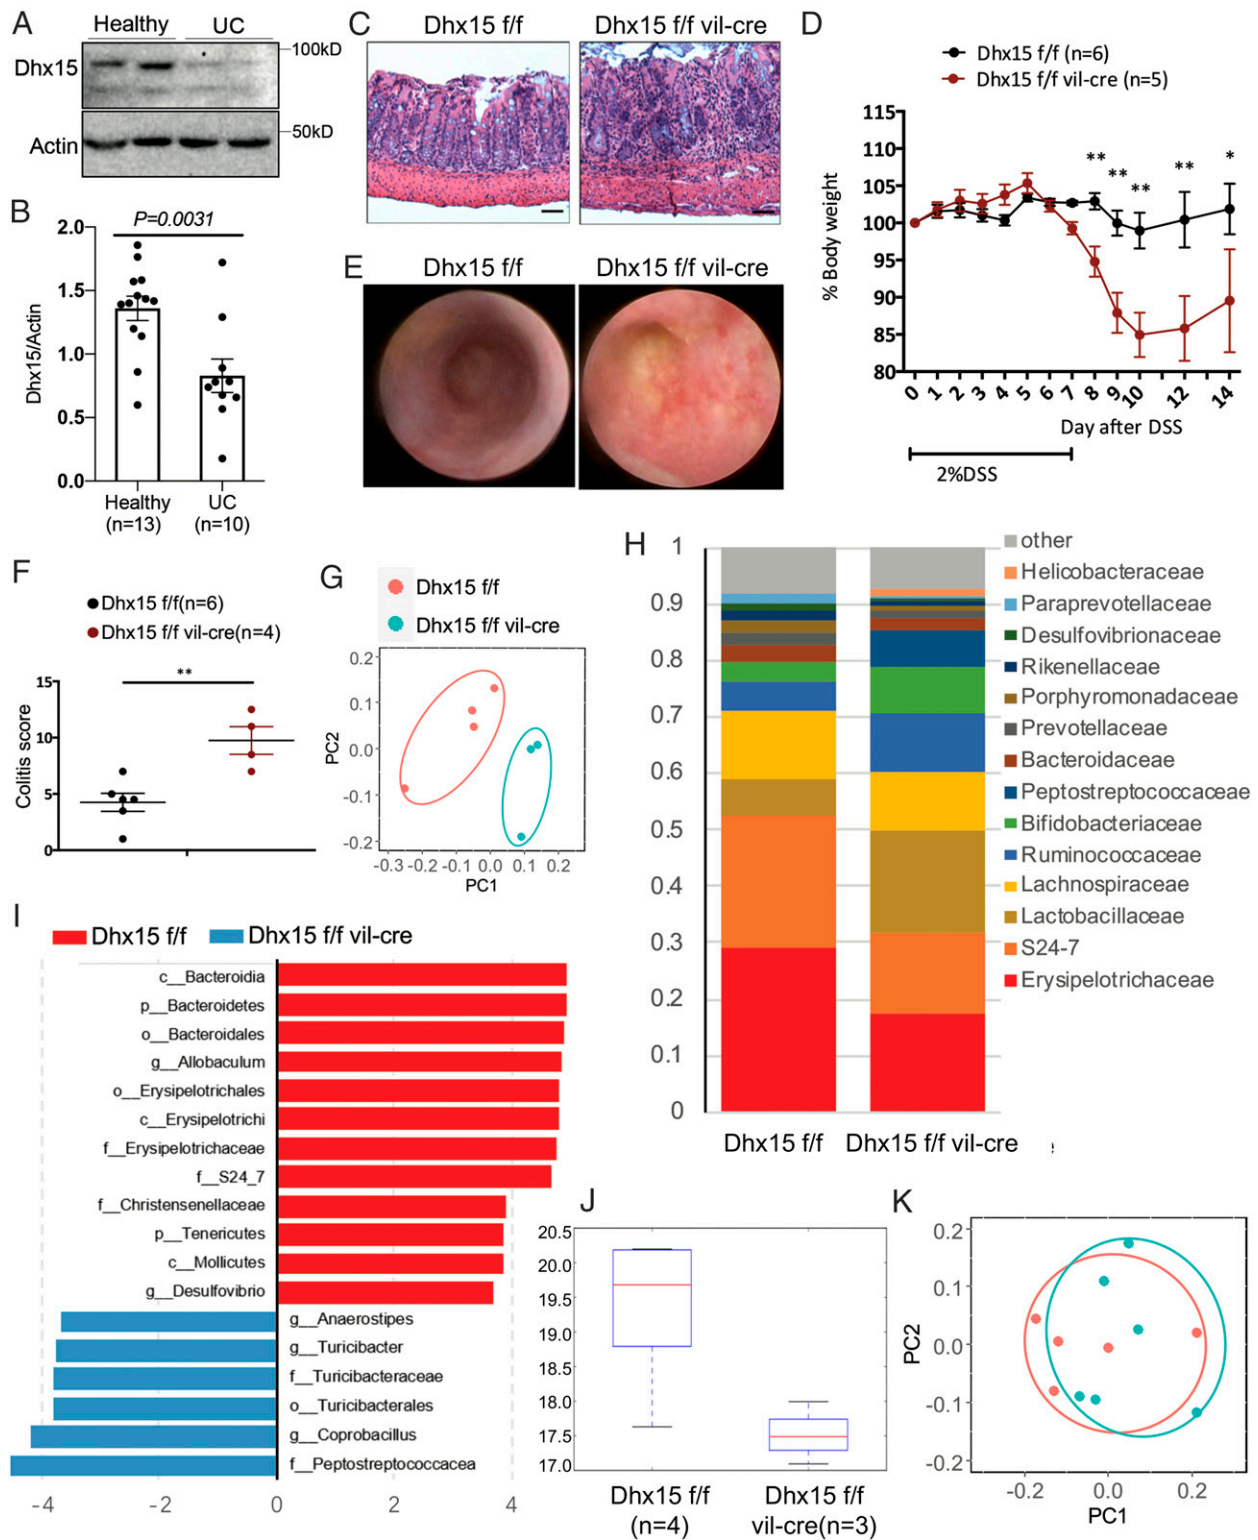 A
Healthy UC
Dhx15
100kD
50kD
Actin
B
P=0.0031
2.0
1.5
1.0
0.5
0.0
Dhx15/Actin
Healthy
(n=13)
UC
(n=10)
C
Dhx15 f/f
Dhx15 f/f vil-cre
D
Dhx15 f/f (n=6)
Dhx15 f/f vil-cre (n=5)
115
110
105
100
95
90
85
80
% Body weight
** ** ** ** *
0 1 2 3 4 5 6 7 8 9 10 12 14
Day after DSS
2%DSS
E
Dhx15 f/f
Dhx15 f/f vil-cre
F
Dhx15 f/f(n=6)
Dhx15 f/f vil-cre(n=4)
**
15
10
5
0
Colitis score
G
Dhx15 f/f
Dhx15 f/f vil-cre
0.2
0.1
0.0
-0.1
-0.2
PC2
-0.3 -0.2 -0.1 0.0 0.1 0.2
PC1
H
1
0.9
0.8
0.7
0.6
0.5
0.4
0.3
0.2
0.1
0
Dhx15 f/f
Dhx15 f/f vil-cre
other
Helicobacteraceae
Paraprevotellaceae
Desulfovibrionaceae
Rikenellaceae
Porphyromonadaceae
Prevotellaceae
Bacteroidaceae
Peptostreptococcaceae
Bifidobacteriaceae
Ruminococcaceae
Lachnospiraceae
Lactobacillaceae
S24-7
Erysipelotrichaceae
I
Dhx15 f/f
Dhx15 f/f vil-cre
c__Bacteroidia
p__Bacteroidetes
o__Bacteroidales
g__Allobaculum
o__Erysipelotrichales
c__Erysipelotrichi
f__Erysipelotrichaceae
f__S24_7
f__Christensenellaceae
p__Tenericutes
c__Mollicutes
g__Desulfovibrio
g__Anaerostipes
g__Turicibacter
f__Turicibacteraceae
o__Turicibacterales
g__Coprobacillus
f__Peptostreptococcacea
-4 -2 0 2 4
J
20.5
20.0
19.5
19.0
18.5
18.0
17.5
17.0
Dhx15 f/f
(n=4)
Dhx15 f/f
vil-cre(n=3)
K
0.2
0.1
0.0
-0.1
-0.2
PC2
-0.2 0.0 0.2
PC1